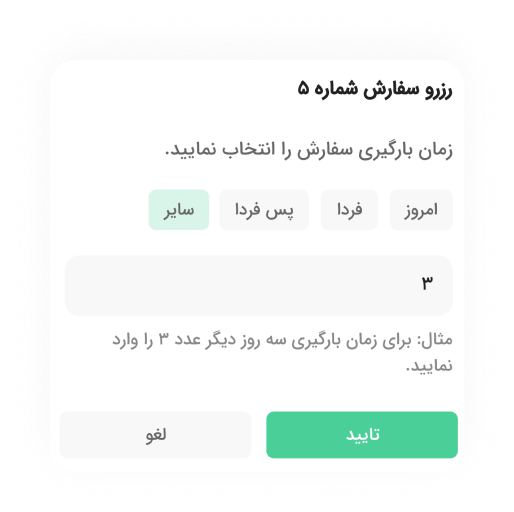 رزرو سفارش شماره ۵
زمان بارگیری سفارش را انتخاب نمایید.
امروز
فردا
پس فردا
سایر
۳
مثال: برای زمان بارگیری سه روز دیگر عدد ۳ را وارد
نمایید.
تایید
لغو